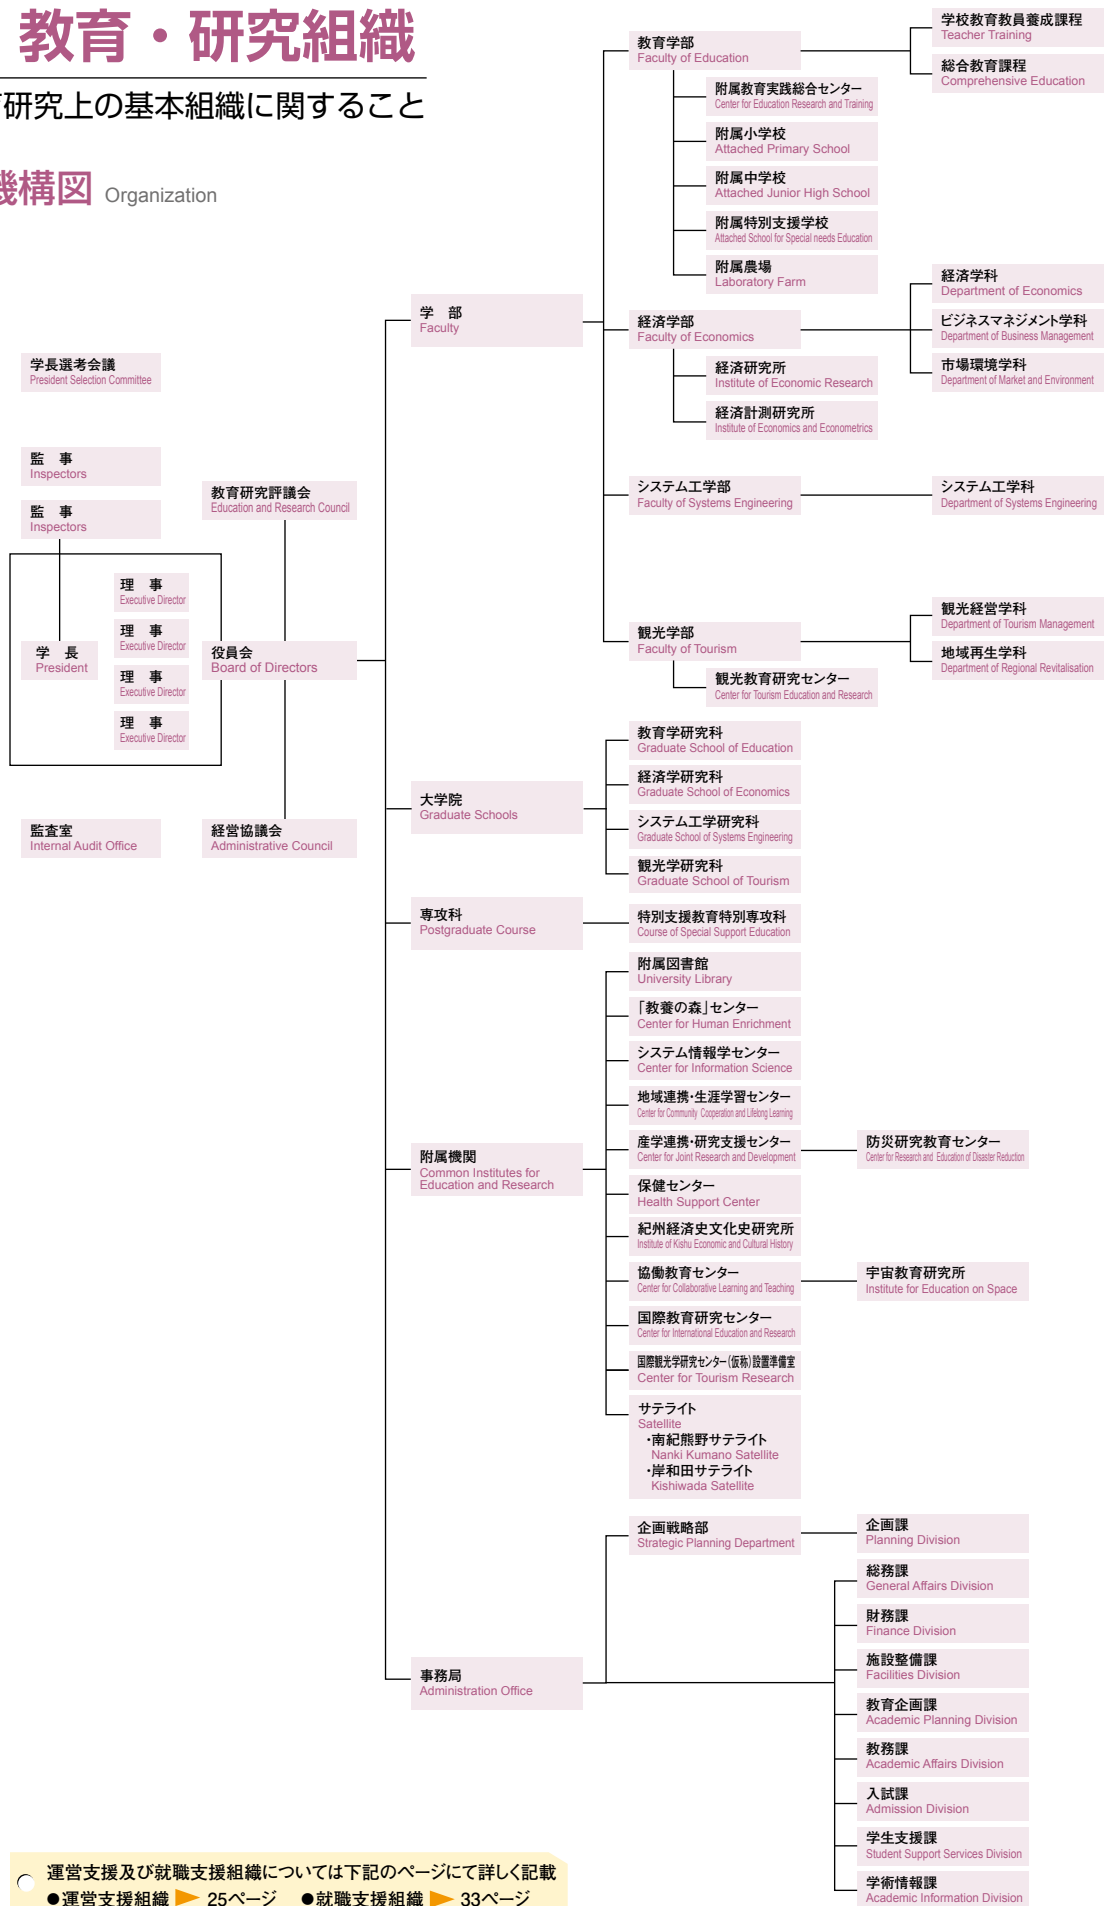 教育・研究組織
育研究上の基本組織に関すること
機構図 Organization
学長選考会議
President Selection Committee
監　事
Inspectors
監　事
Inspectors
学　長
President
理　事
Executive Director
理　事
Executive Director
理　事
Executive Director
理　事
Executive Director
監査室
Internal Audit Office
教育研究評議会
Education and Research Council
役員会
Board of Directors
経営協議会
Administrative Council
学　部
Faculty
教育学部
Faculty of Education
学校教育教員養成課程
Teacher Training
総合教育課程
Comprehensive Education
附属教育実践総合センター
Center for Education Research and Training
附属小学校
Attached Primary School
附属中学校
Attached Junior High School
附属特別支援学校
Attached School for Special needs Education
附属農場
Laboratory Farm
経済学部
Faculty of Economics
経済学科
Department of Economics
ビジネスマネジメント学科
Department of Business Management
市場環境学科
Department of Market and Environment
経済研究所
Institute of Economic Research
経済計測研究所
Institute of Economics and Econometrics
システム工学部
Faculty of Systems Engineering
システム工学科
Department of Systems Engineering
観光学部
Faculty of Tourism
観光経営学科
Department of Tourism Management
地域再生学科
Department of Regional Revitalisation
観光教育研究センター
Center for Tourism Education and Research
大学院
Graduate Schools
教育学研究科
Graduate School of Education
経済学研究科
Graduate School of Economics
システム工学研究科
Graduate School of Systems Engineering
観光学研究科
Graduate School of Tourism
専攻科
Postgraduate Course
特別支援教育特別専攻科
Course of Special Support Education
附属機関
Common Institutes for
Education and Research
附属図書館
University Library
「教養の森」センター
Center for Human Enrichment
システム情報学センター
Center for Information Science
地域連携・生涯学習センター
Center for Community Cooperation and Lifelong Learning
産学連携・研究支援センター
Center for Joint Research and Development
防災研究教育センター
Center for Research and Education of Disaster Reduction
保健センター
Health Support Center
紀州経済史文化史研究所
Institute of Kishu Economic and Cultural History
協働教育センター
Center for Collaborative Learning and Teaching
宇宙教育研究所
Institute for Education on Space
国際教育研究センター
Center for International Education and Research
国際観光学研究センター(仮称)設置準備室
Center for Tourism Research
サテライト
Satellite
・南紀熊野サテライト
Nanki Kumano Satellite
・岸和田サテライト
Kishiwada Satellite
事務局
Administration Office
企画戦略部
Strategic Planning Department
企画課
Planning Division
総務課
General Affairs Division
財務課
Finance Division
施設整備課
Facilities Division
教育企画課
Academic Planning Division
教務課
Academic Affairs Division
入試課
Admission Division
学生支援課
Student Support Services Division
学術情報課
Academic Information Division
運営支援及び就職支援組織については下記のページにて詳しく記載
●運営支援組織 ▶ 25ページ　●就職支援組織 ▶ 33ページ